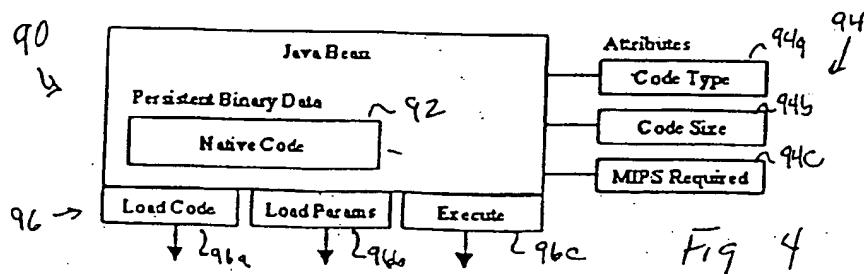 90
94
Java Bean
Attributes
94a
Code Type
Persistent Binary Data
92
94b
Code Size
Native Code
94c
MIPS Required
96
Load Code
Load Params
Execute
96a
96b
96c
Fig 4